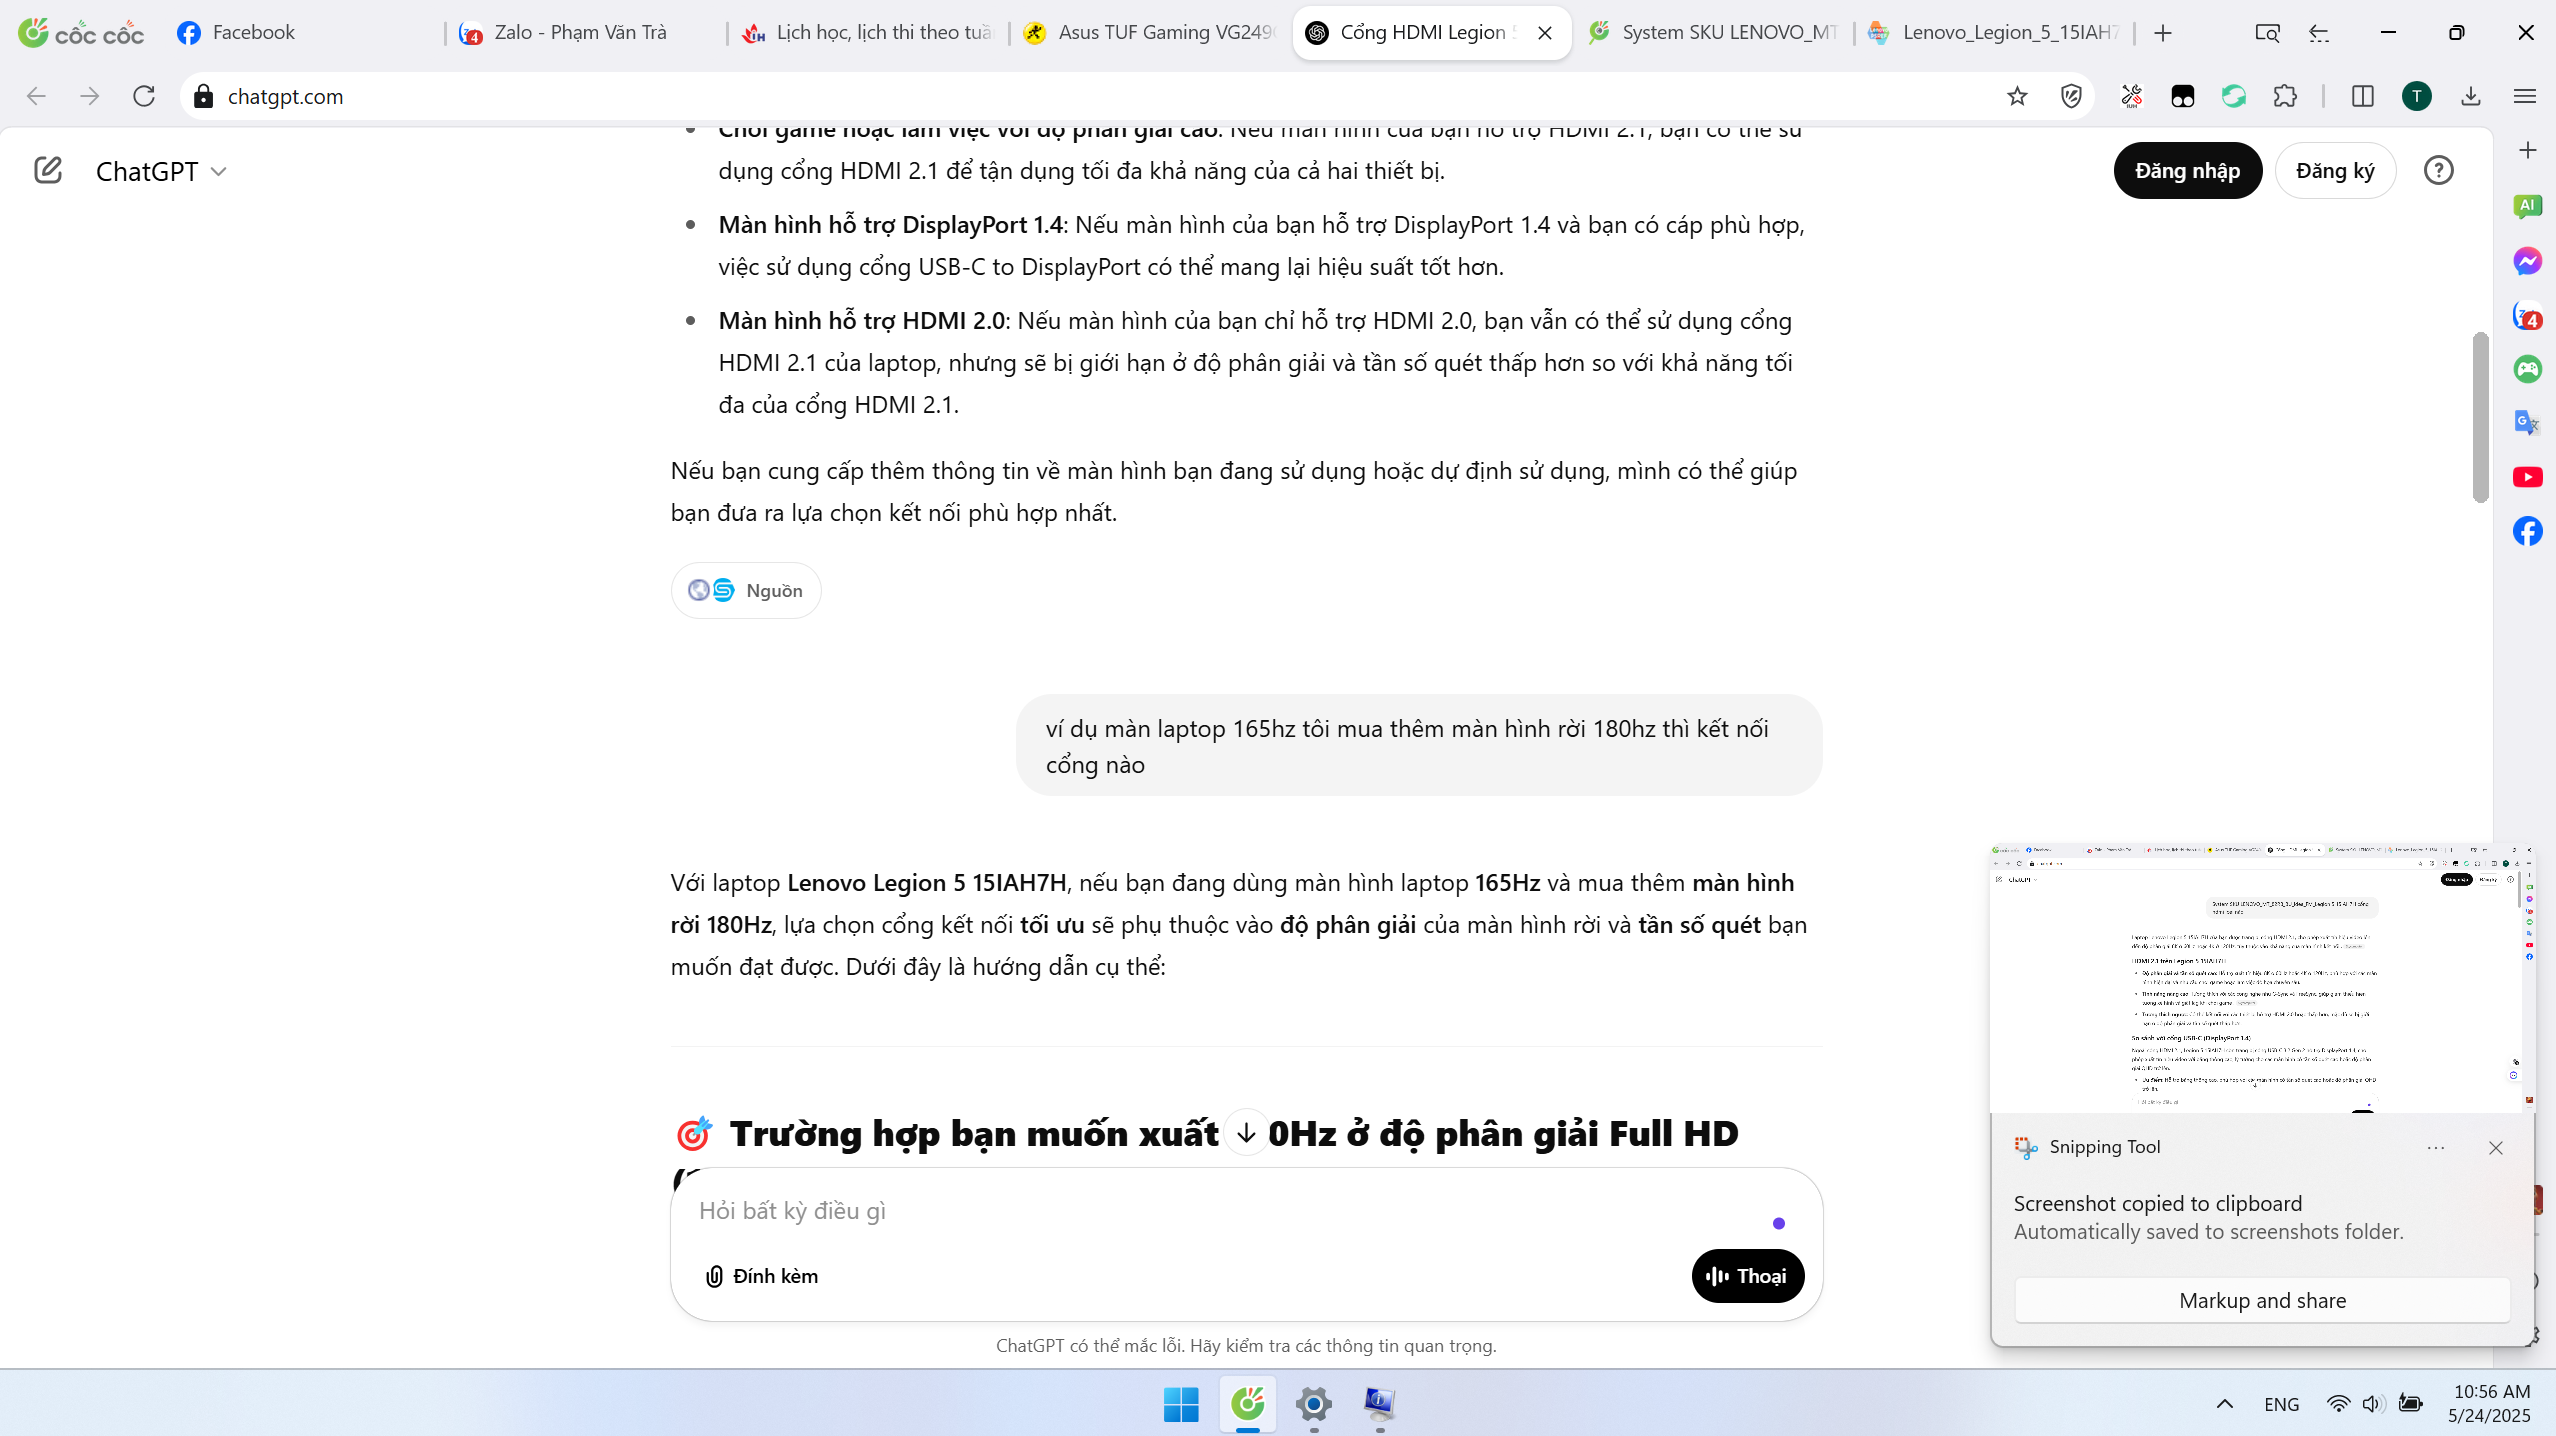 cốc cốc
Facebook
Zalo - Phạm Văn Trà
Lịch học, lịch thi theo tuầ
Asus TUF Gaming VG249
Cổng HDMI Legion 5
System SKU LENOVO_MT
Lenovo_Legion_5_15IAH7
chatgpt.com
ChatGPT
Đăng nhập
Đăng ký
Chơi game hoặc làm việc với độ phân giải cao: Nếu màn hình của bạn hỗ trợ HDMI 2.1, bạn có thể sử
dụng cổng HDMI 2.1 để tận dụng tối đa khả năng của cả hai thiết bị.
Màn hình hỗ trợ DisplayPort 1.4: Nếu màn hình của bạn hỗ trợ DisplayPort 1.4 và bạn có cáp phù hợp,
việc sử dụng cổng USB-C to DisplayPort có thể mang lại hiệu suất tốt hơn.
Màn hình hỗ trợ HDMI 2.0: Nếu màn hình của bạn chỉ hỗ trợ HDMI 2.0, bạn vẫn có thể sử dụng cổng
HDMI 2.1 của laptop, nhưng sẽ bị giới hạn ở độ phân giải và tần số quét thấp hơn so với khả năng tối
đa của cổng HDMI 2.1.
Nếu bạn cung cấp thêm thông tin về màn hình bạn đang sử dụng hoặc dự định sử dụng, mình có thể giúp
bạn đưa ra lựa chọn kết nối phù hợp nhất.
Nguồn
ví dụ màn laptop 165hz tôi mua thêm màn hình rời 180hz thì kết nối
cổng nào
Với laptop Lenovo Legion 5 15IAH7H, nếu bạn đang dùng màn hình laptop 165Hz và mua thêm màn hình
rời 180Hz, lựa chọn cổng kết nối tối ưu sẽ phụ thuộc vào độ phân giải của màn hình rời và tần số quét bạn
muốn đạt được. Dưới đây là hướng dẫn cụ thể:
Trường hợp bạn muốn xuất 0Hz ở độ phân giải Full HD
Hỏi bất kỳ điều gì
Đính kèm
Thoại
ChatGPT có thể mắc lỗi. Hãy kiểm tra các thông tin quan trọng.
AI
4
Snipping Tool
Screenshot copied to clipboard
Automatically saved to screenshots folder.
Markup and share
ENG
10:56 AM
5/24/2025